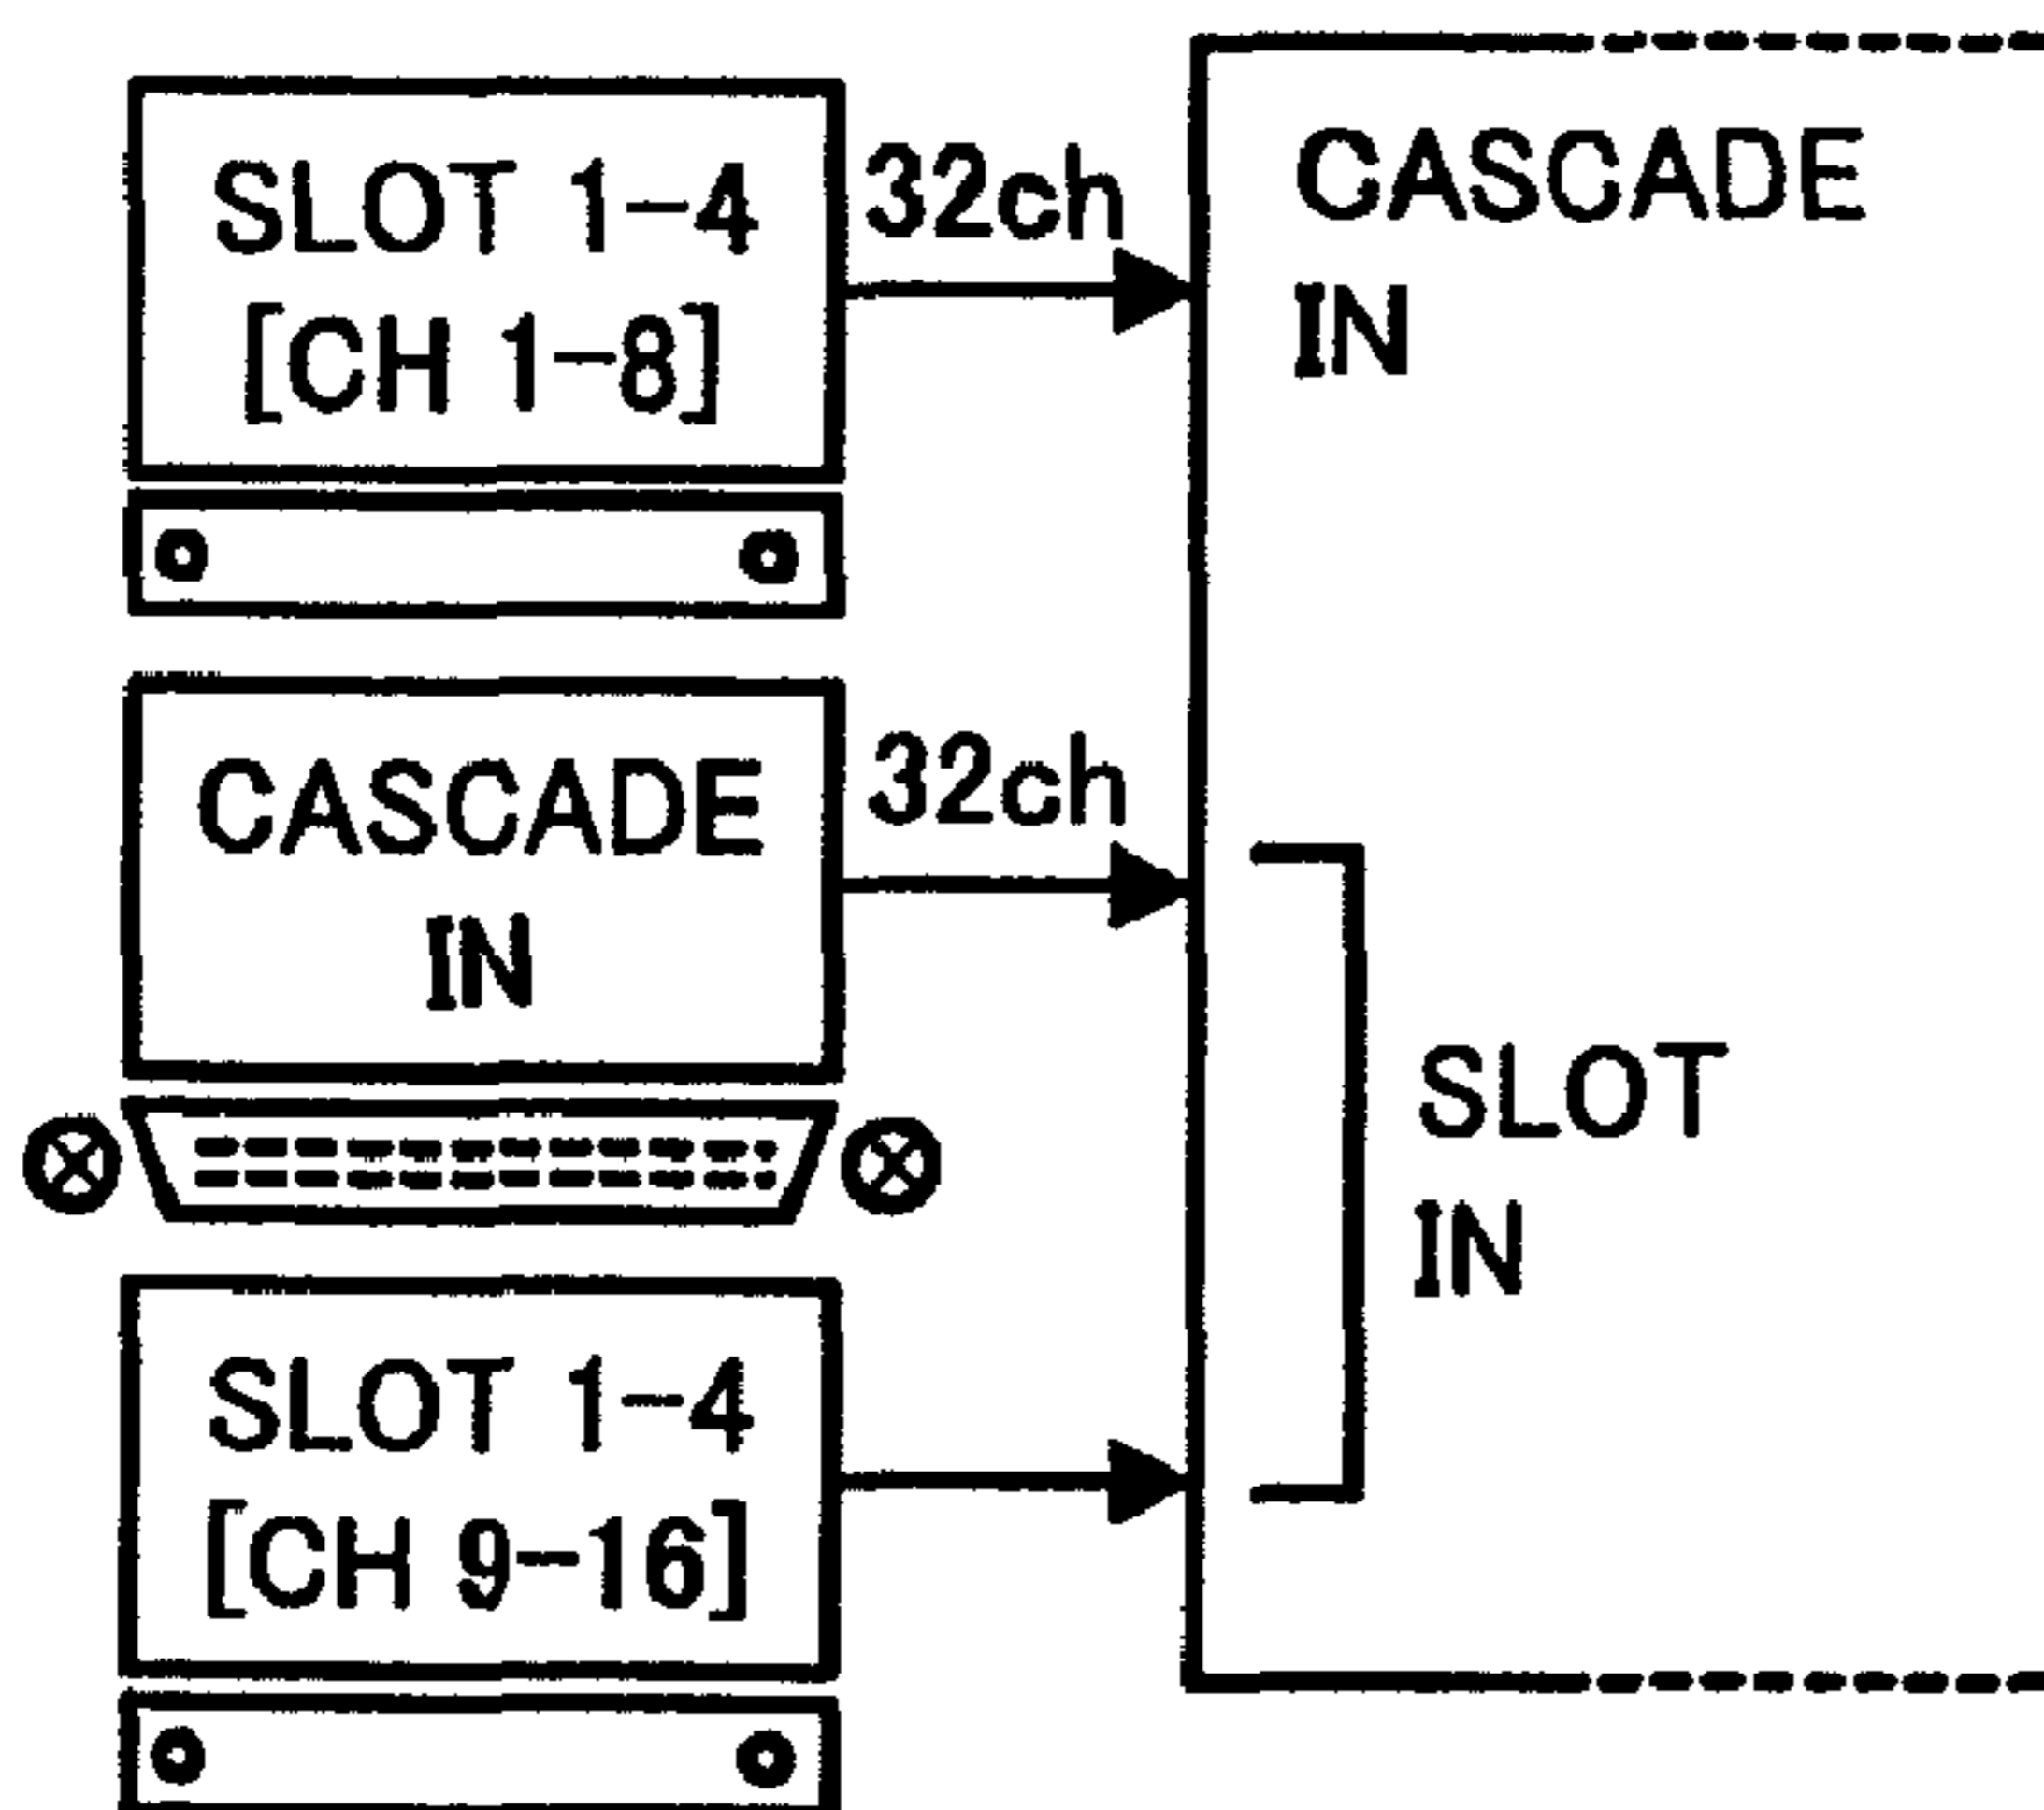 SLOT 1-4
[CH 1-8]
32ch
CASCADE
IN
CASCADE
IN
32ch
SLOT
IN
SLOT 1-4
[CH 9-16]